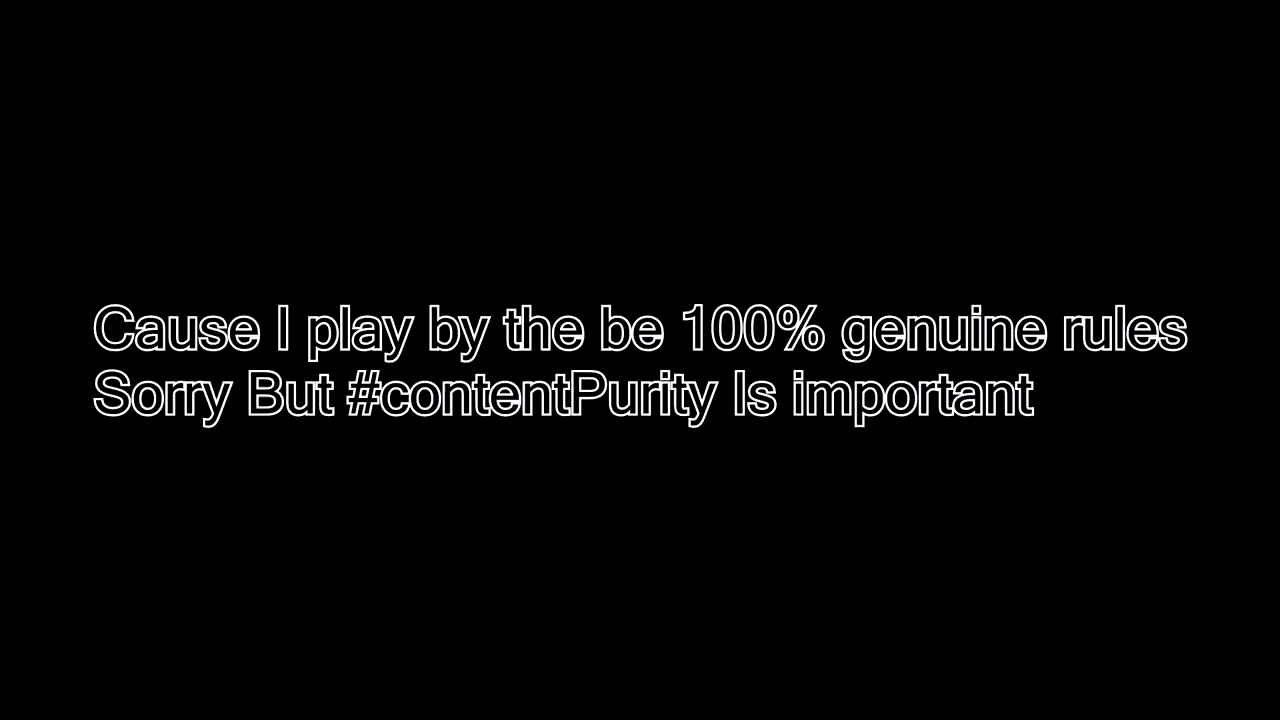 Cause I play by the be 100% genuine rules
Sorry But #contentPurity Is important